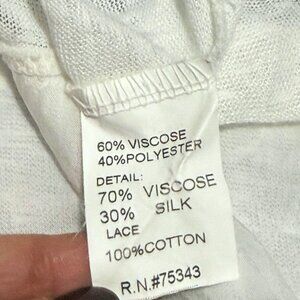 60% VISCOSE
40%POLYESTER
DETAIL:
70% VISCOSE
30% SILK
LACE
100%COTTON
R.N.#75343